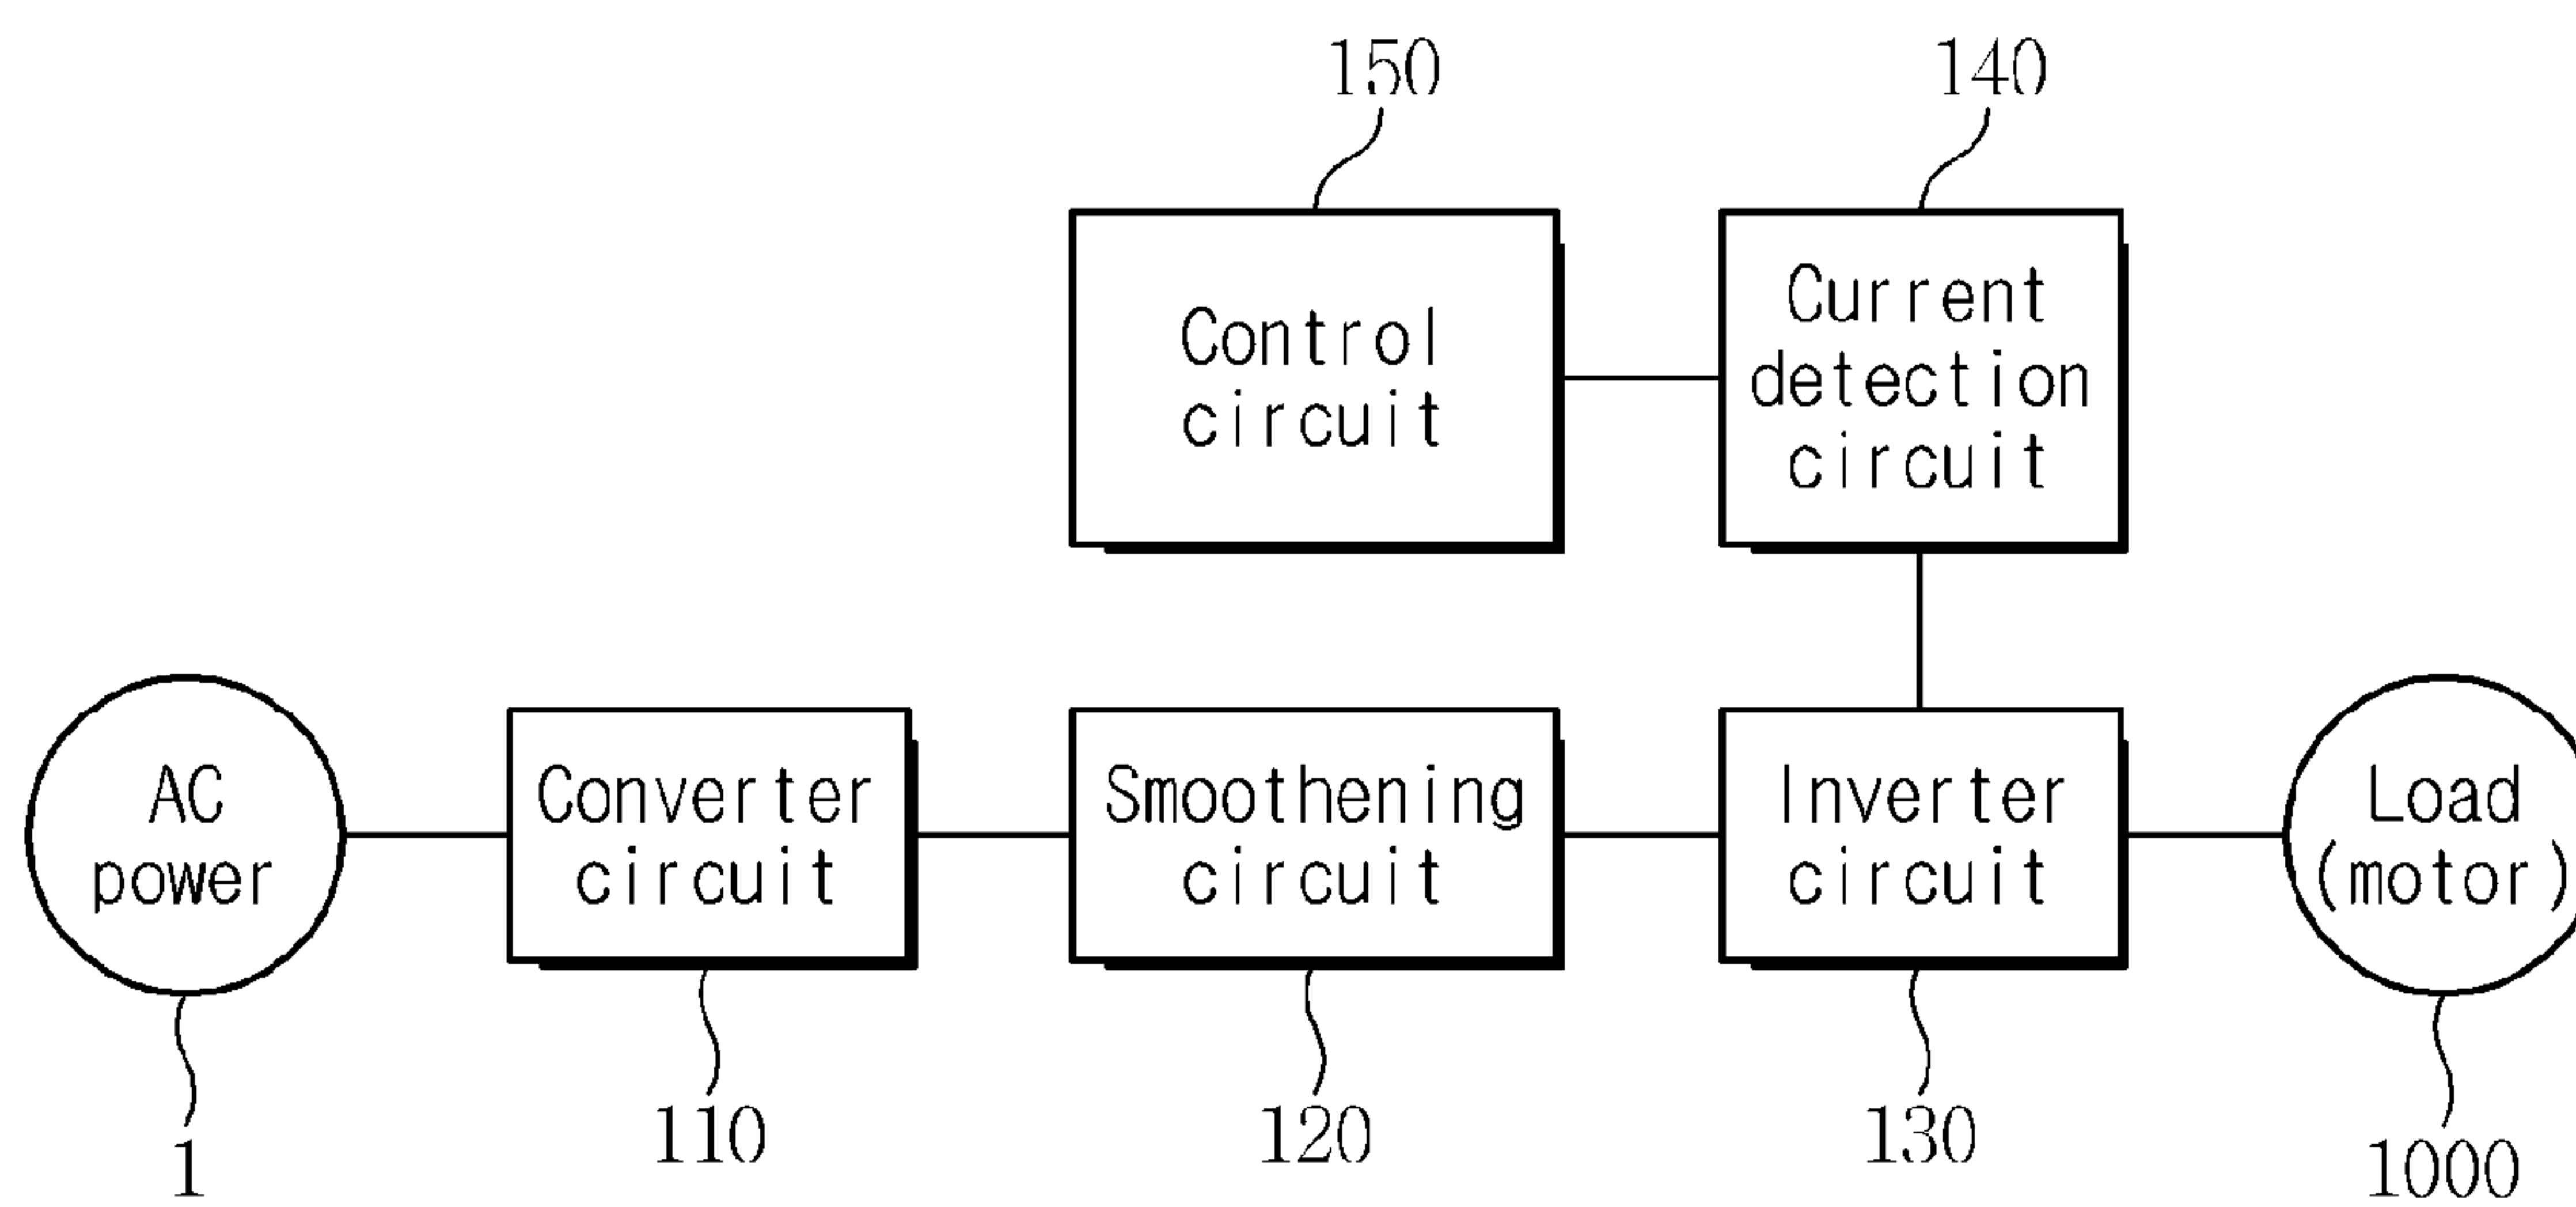 150
140
Control
circuit
Current
detection
circuit
AC
power
Converter
circuit
Smoothening
circuit
Inverter
circuit
Load
(motor)
1
110
120
130
1000